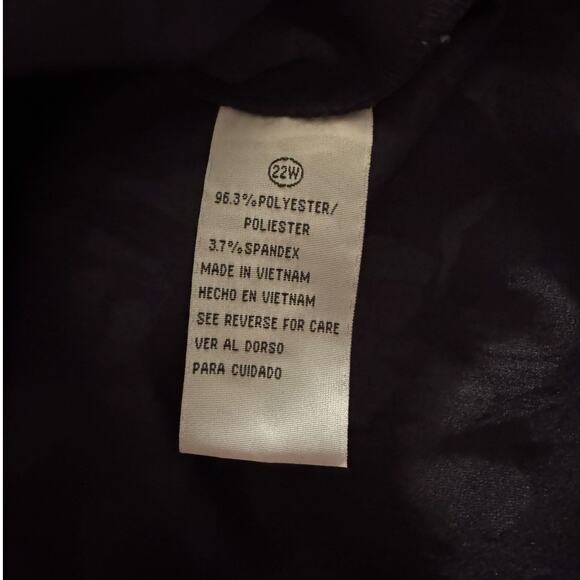 22W
96.3%POLYESTER/
POLIESTER
3.7%SPANDEX
MADE IN VIETNAM
HECHO EN VIETNAM
SEE REVERSE FOR CARE
VER AL DORSO
PARA CUIDADO